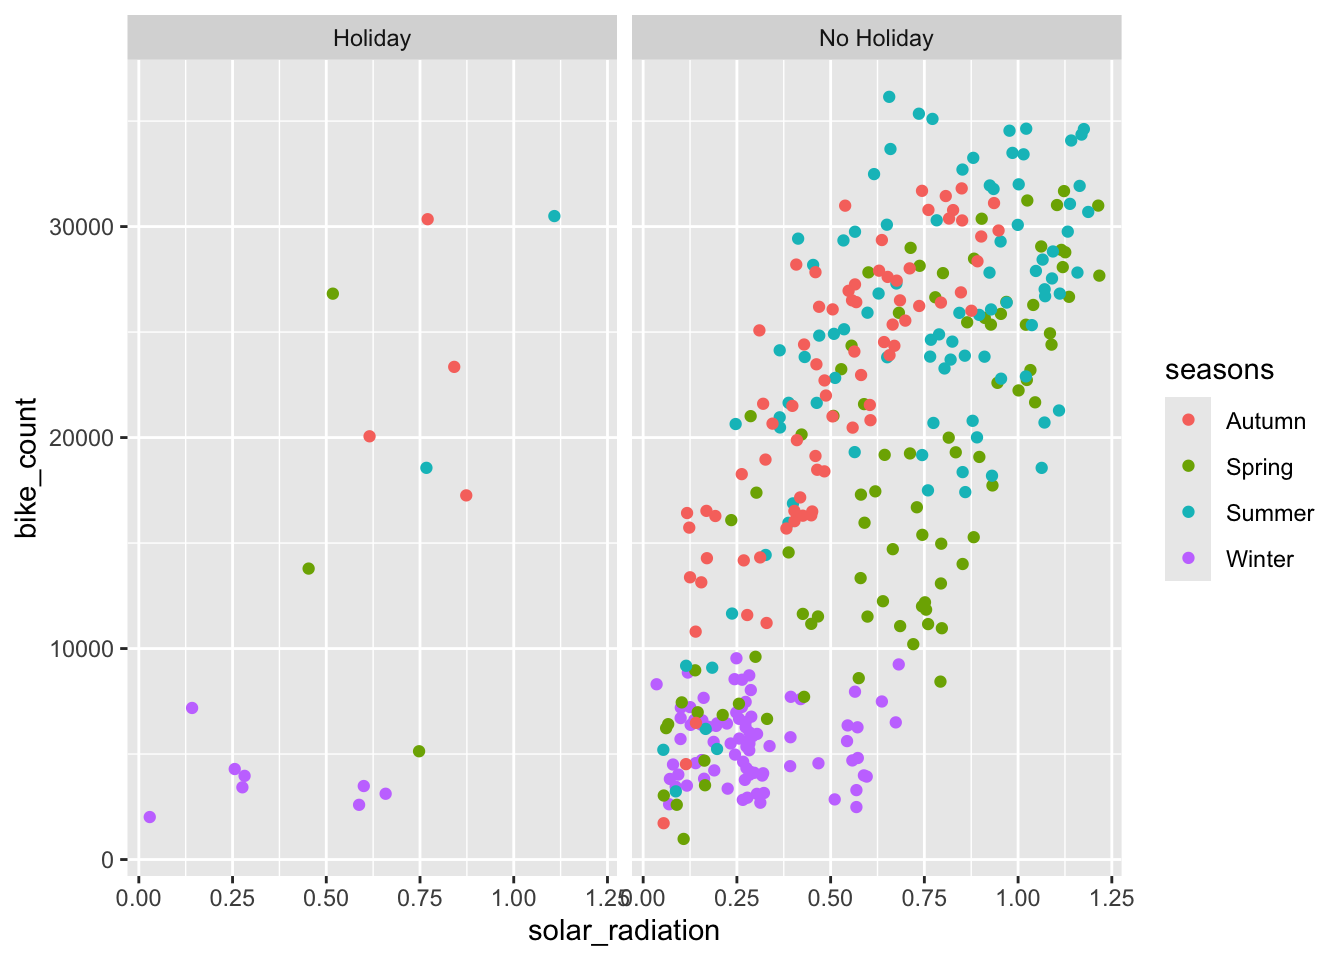 Holiday No Holiday
30000
20000
10000
0
bike_count
0.00 0.25 0.50 0.75 1.00 1.25 0.00 0.25 0.50 0.75 1.00 1.25
solar_radiation
seasons
Autumn
Spring
Summer
Winter